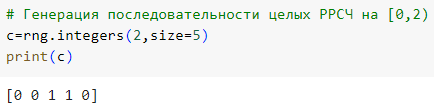 # Генерация последовательности целых РРСЧ на [0,2)
c=rng.integers(2,size=5)
print(c)
[0 0 1 1 0]